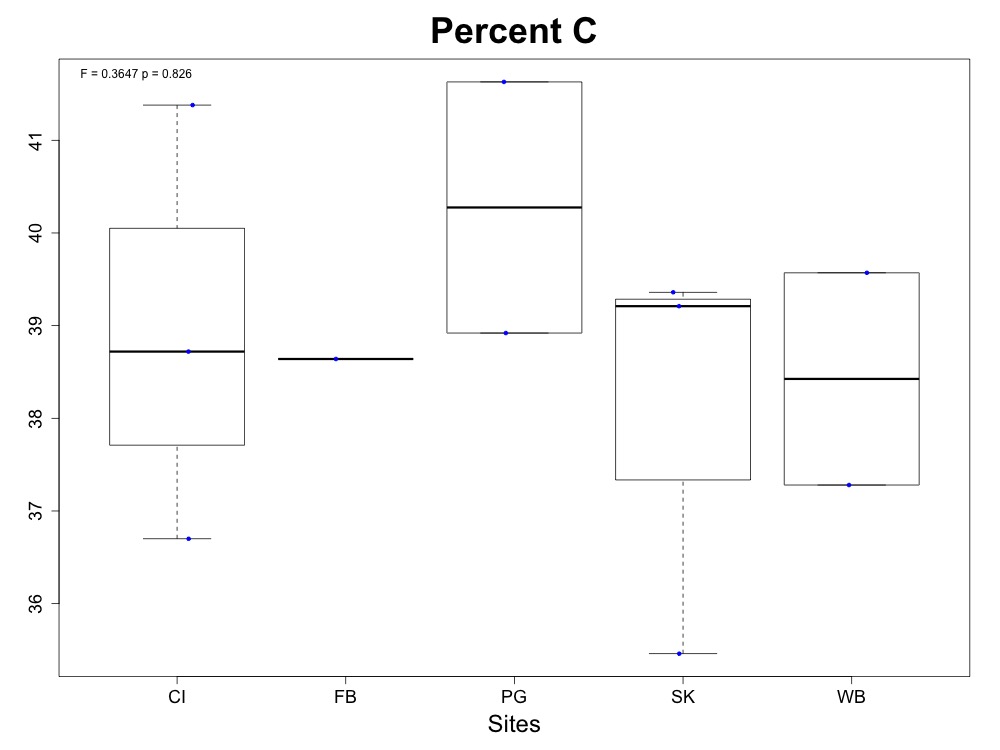 Percent C
F = 0.3647 p = 0.826
41
40
39
38
37
36
CI FB PG SK WB
Sites